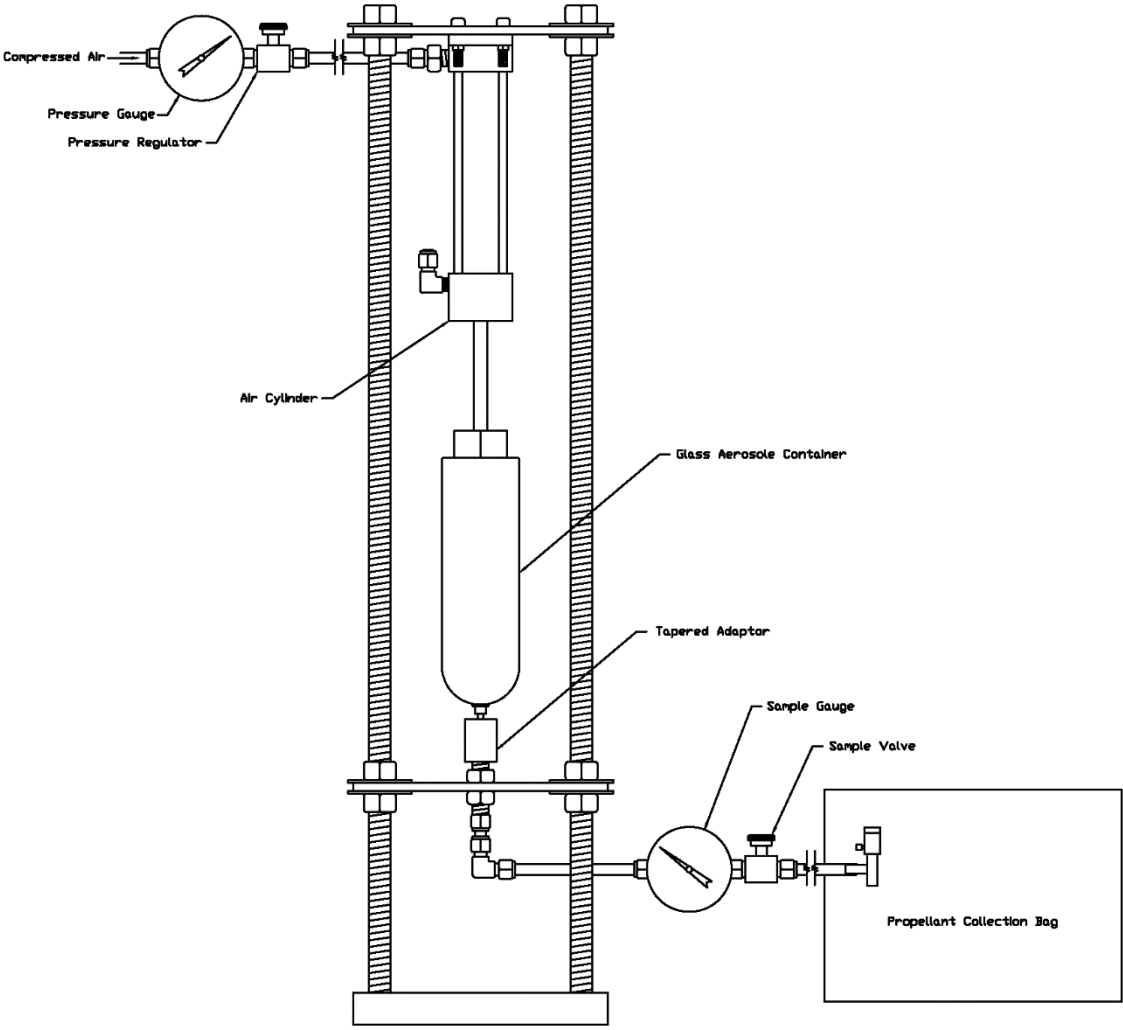 Compressed Air
Pressure Gauge
Pressure Regulator
Air Cylinder
Glass Aerosole Container
Tapered Adaptor
Sample Gauge
Sample Valve
Propellant Collection Bag